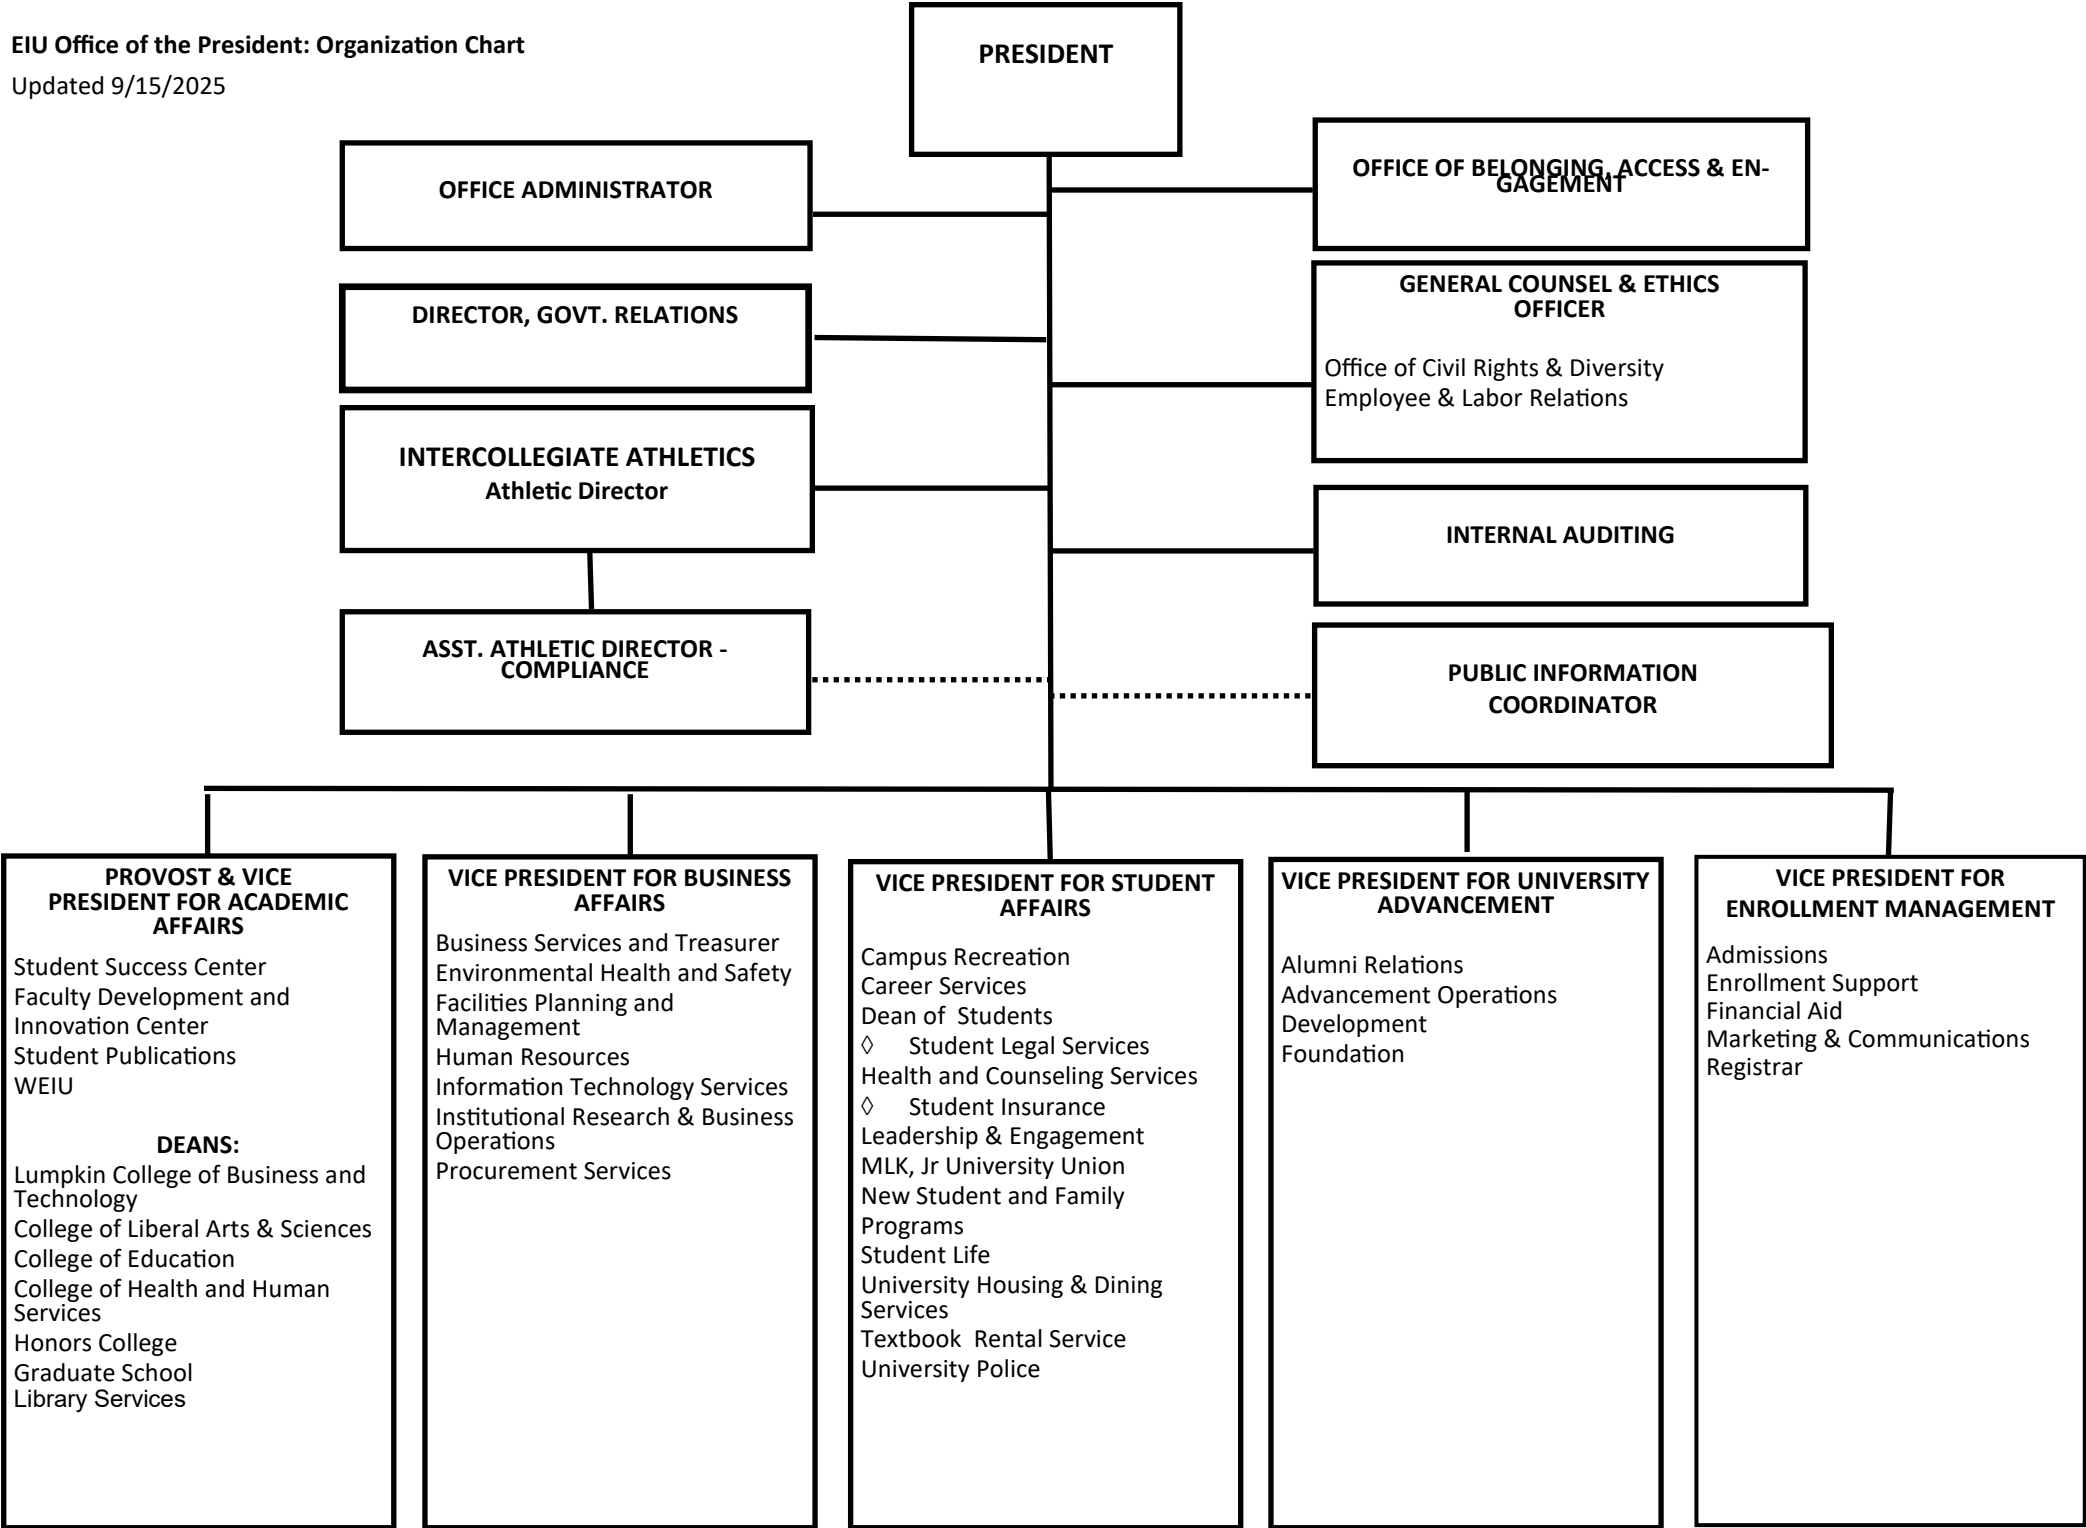 EIU Office of the President: Organization Chart
Updated 9/15/2025
PRESIDENT
OFFICE ADMINISTRATOR
OFFICE OF BELONGING, ACCESS & EN-
GAGEMENT
DIRECTOR, GOVT. RELATIONS
GENERAL COUNSEL & ETHICS
OFFICER
Office of Civil Rights & Diversity
Employee & Labor Relations
INTERCOLLEGIATE ATHLETICS
Athletic Director
INTERNAL AUDITING
ASST. ATHLETIC DIRECTOR -
COMPLIANCE
PUBLIC INFORMATION
COORDINATOR
PROVOST & VICE
PRESIDENT FOR ACADEMIC
AFFAIRS
Student Success Center
Faculty Development and
Innovation Center
Student Publications
WEIU
DEANS:
Lumpkin College of Business and
Technology
College of Liberal Arts & Sciences
College of Education
College of Health and Human
Services
Honors College
Graduate School
Library Services
VICE PRESIDENT FOR BUSINESS
AFFAIRS
Business Services and Treasurer
Environmental Health and Safety
Facilities Planning and
Management
Human Resources
Information Technology Services
Institutional Research & Business
Operations
Procurement Services
VICE PRESIDENT FOR STUDENT
AFFAIRS
Campus Recreation
Career Services
Dean of  Students
◊ Student Legal Services
Health and Counseling Services
◊ Student Insurance
Leadership & Engagement
MLK, Jr University Union
New Student and Family
Programs
Student Life
University Housing & Dining
Services
Textbook  Rental Service
University Police
VICE PRESIDENT FOR UNIVERSITY
ADVANCEMENT
Alumni Relations
Advancement Operations
Development
Foundation
VICE PRESIDENT FOR
ENROLLMENT MANAGEMENT
Admissions
Enrollment Support
Financial Aid
Marketing & Communications
Registrar